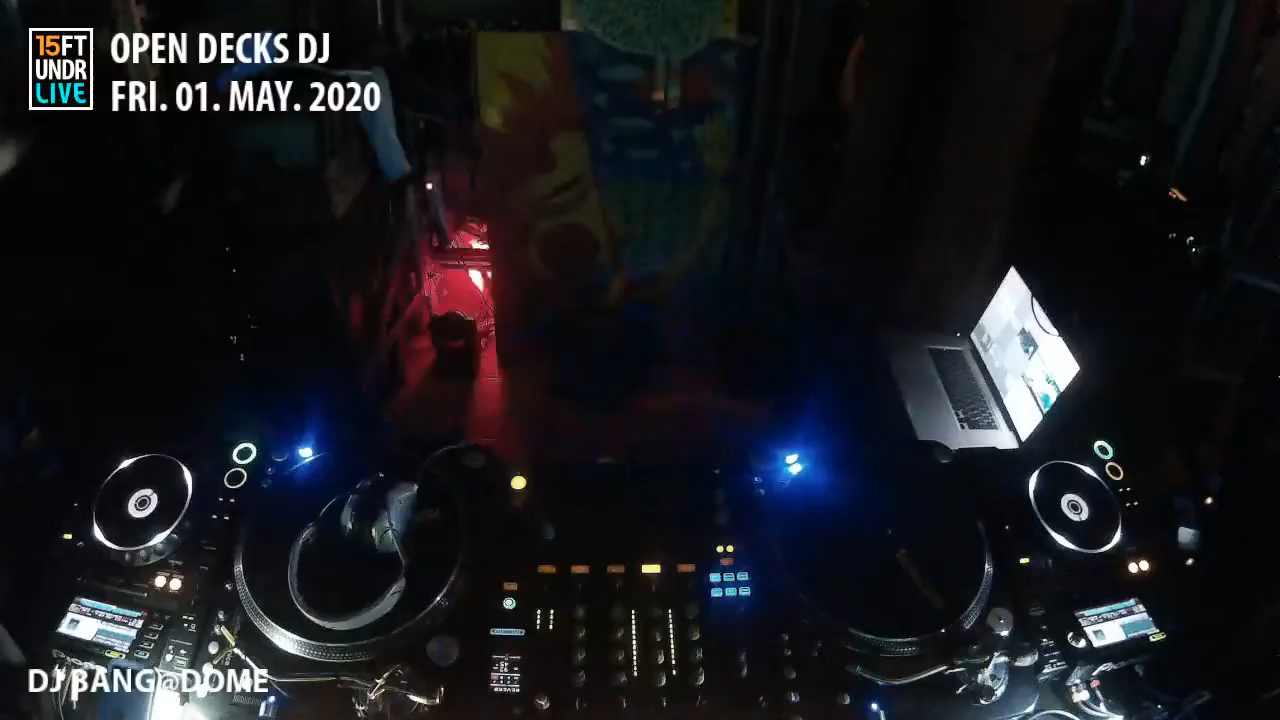 15FT
UNDR
LIVE
OPEN DECKS DJ
FRI. 01. MAY. 2020
DJ BANG@DOME